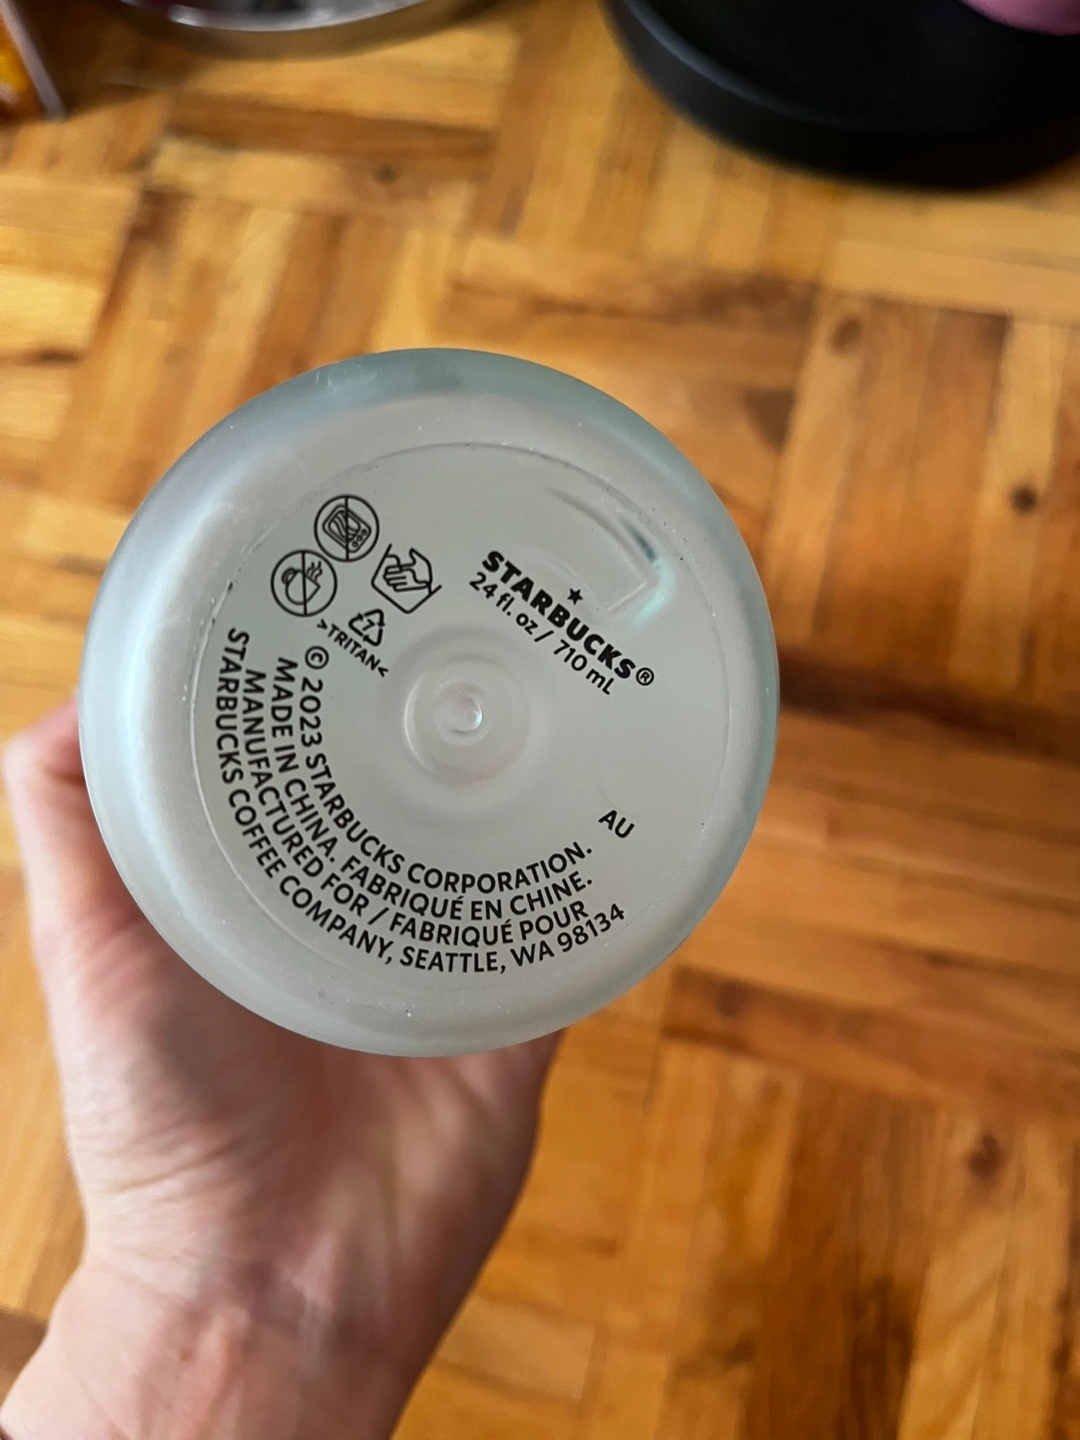 STARBUCKS®
24 fl. oz / 710 mL
7
>TRITAN<
© 2023 STARBUCKS CORPORATION.
MADE IN CHINA. FABRIQUÉ EN CHINE.
MANUFACTURED FOR / FABRIQUÉ POUR
STARBUCKS COFFEE COMPANY, SEATTLE, WA 98134
AU